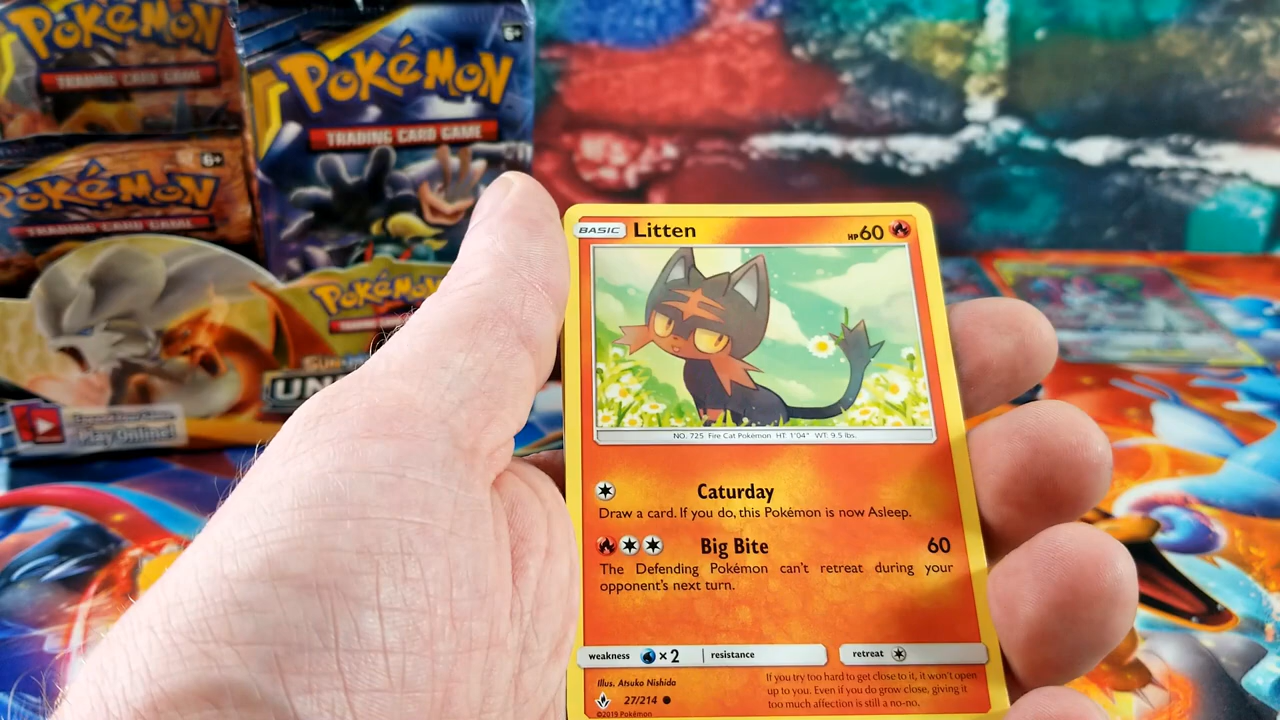 POKéMON
TRADING CARD GAME
6+
POKéMON
TRADING CARD GAME
6+
POKéMON
TRADING CARD GAME
POKéMON
SUN
UN
Play Online!
BASIC Litten HP 60
NO. 725 Fire Cat Pokémon HT: 1'04" WT: 9.5 lbs.
Caturday
Draw a card. If you do, this Pokémon is now Asleep.
Big Bite 60
The Defending Pokémon can't retreat during your
opponent's next turn.
weakness ×2 resistance retreat
Illus. Atsuko Nishida
27/214
©2019 Pokémon
If you try too hard to get close to it, it won't open
up to you. Even if you do grow close, giving it
too much affection is still a no-no.